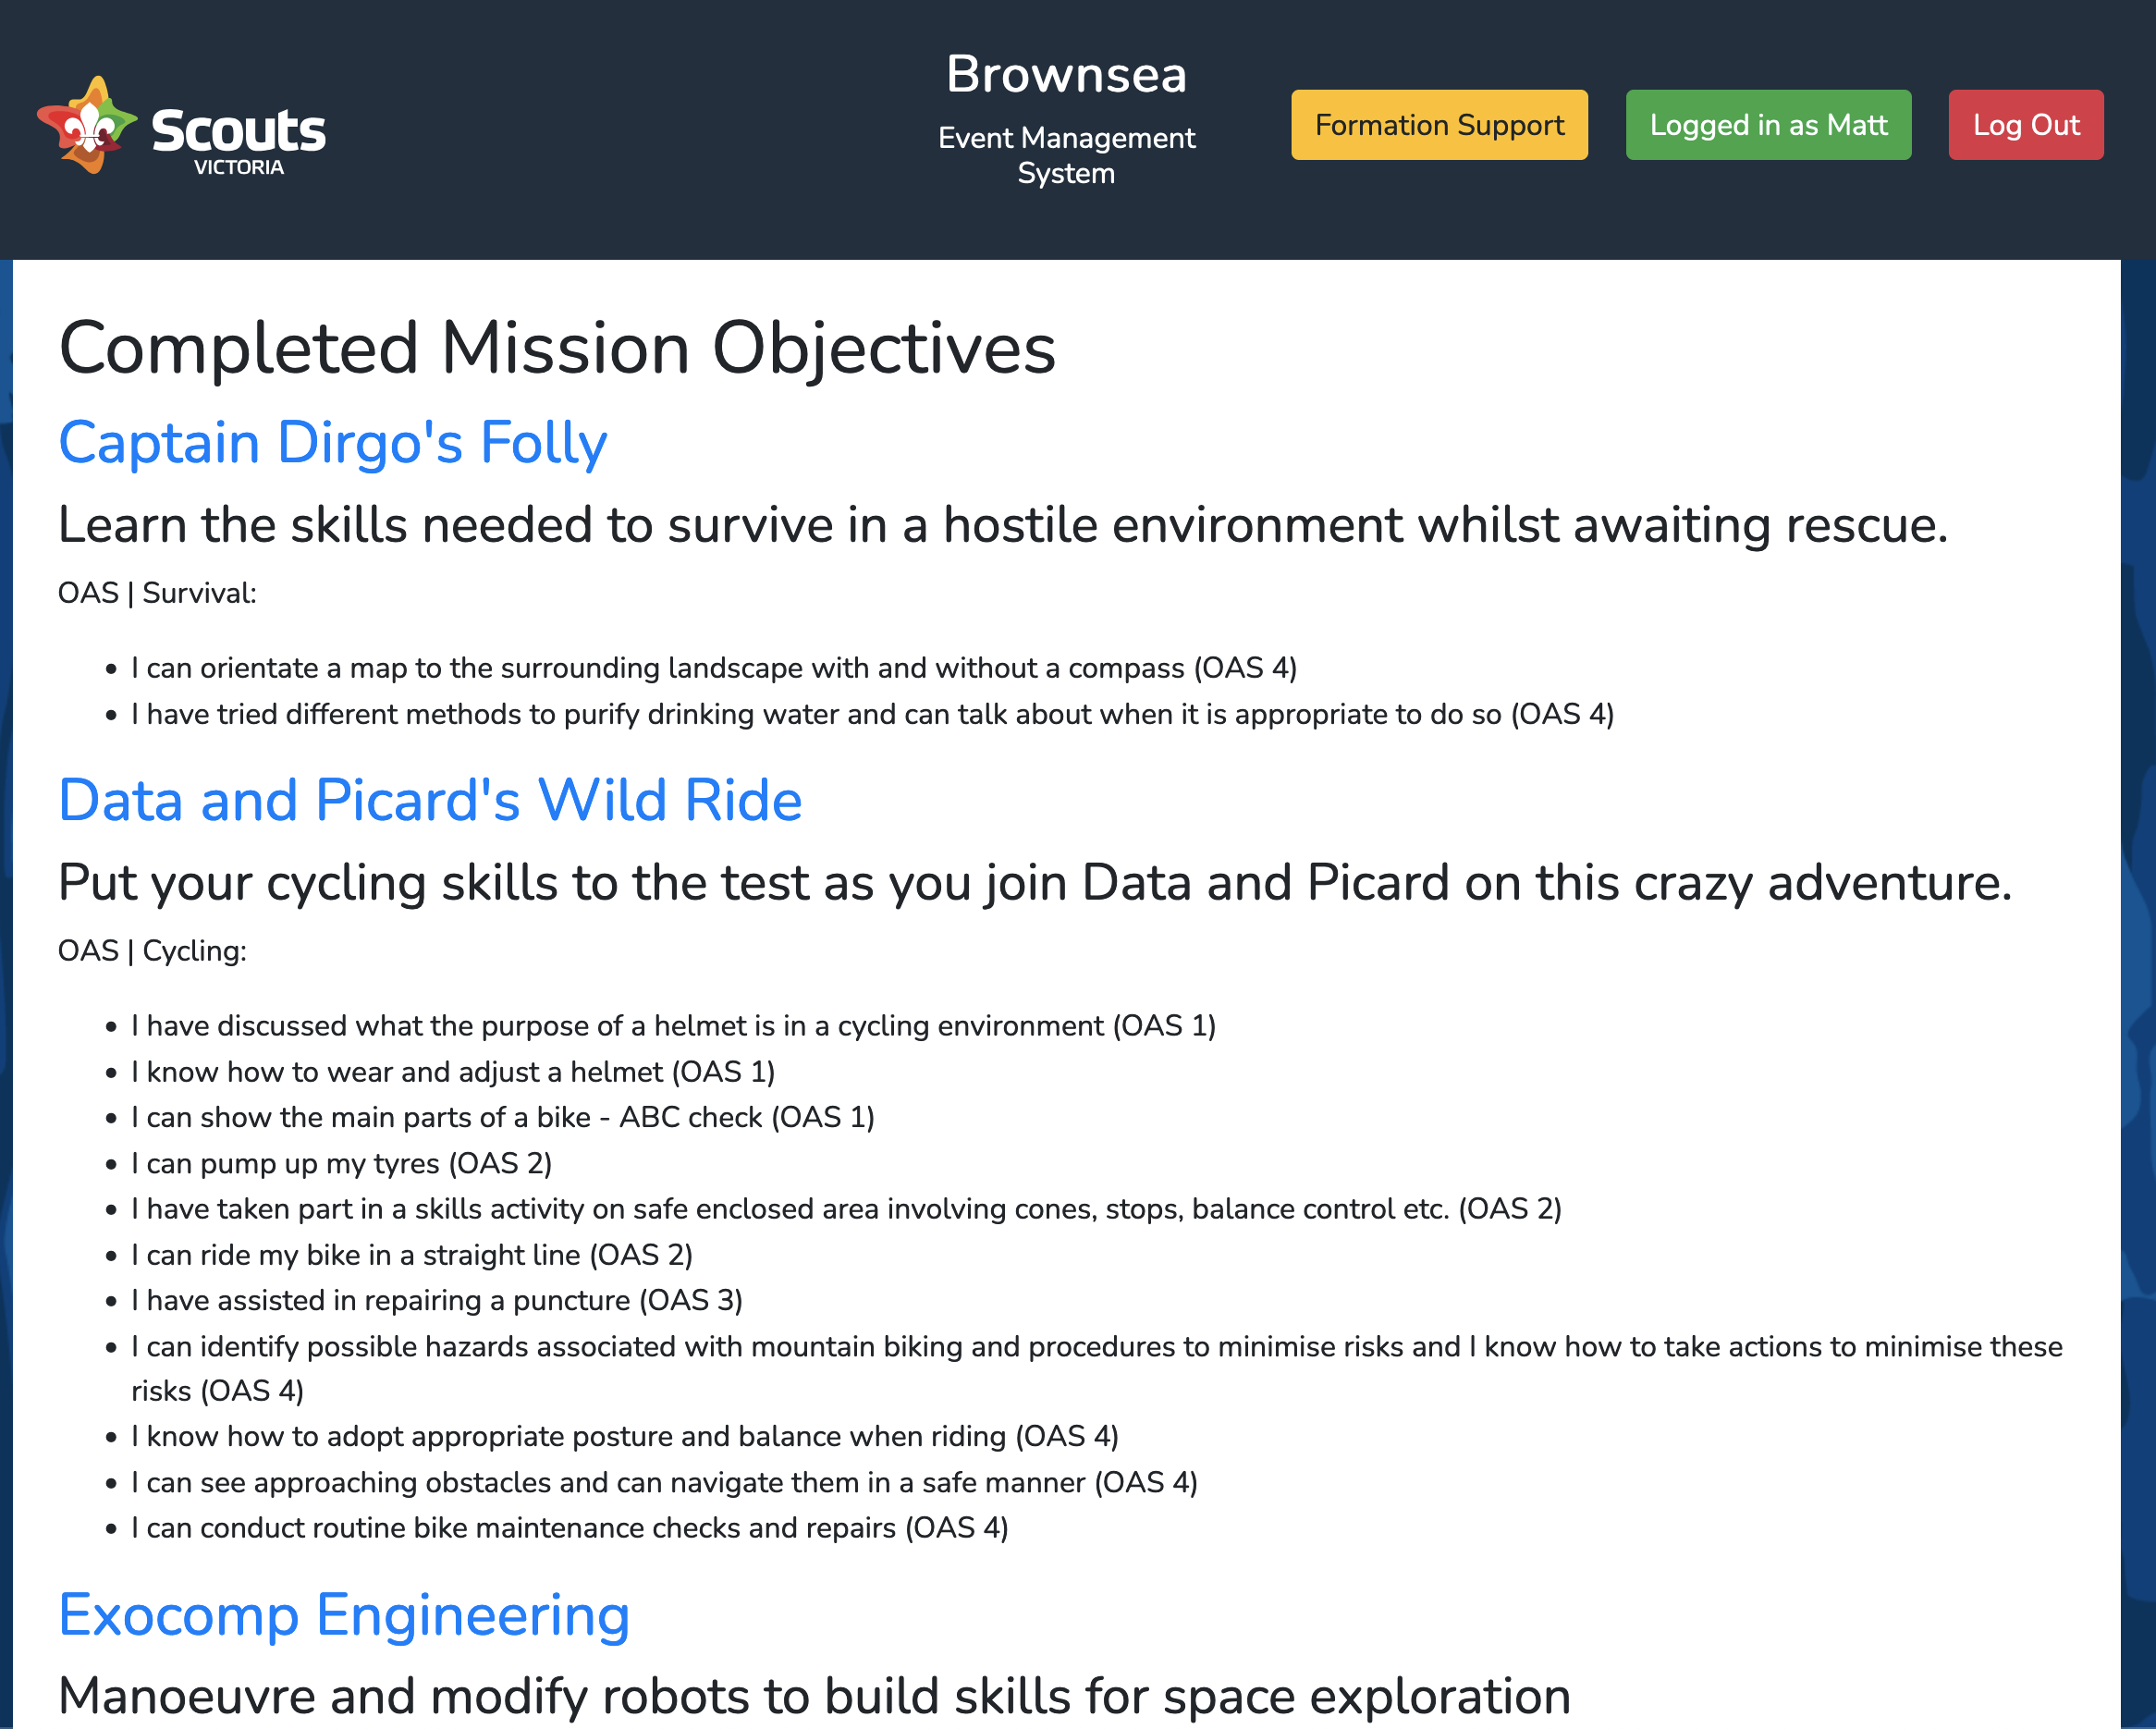 Scouts
VICTORIA
Brownsea
Event Management
System
Formation Support
Logged in as Matt
Log Out
Completed Mission Objectives
Captain Dirgo's Folly
Learn the skills needed to survive in a hostile environment whilst awaiting rescue.
OAS | Survival:
• I can orientate a map to the surrounding landscape with and without a compass (OAS 4)
• I have tried different methods to purify drinking water and can talk about when it is appropriate to do so (OAS 4)
Data and Picard's Wild Ride
Put your cycling skills to the test as you join Data and Picard on this crazy adventure.
OAS | Cycling:
• I have discussed what the purpose of a helmet is in a cycling environment (OAS 1)
• I know how to wear and adjust a helmet (OAS 1)
• I can show the main parts of a bike - ABC check (OAS 1)
• I can pump up my tyres (OAS 2)
• I have taken part in a skills activity on safe enclosed area involving cones, stops, balance control etc. (OAS 2)
• I can ride my bike in a straight line (OAS 2)
• I have assisted in repairing a puncture (OAS 3)
• I can identify possible hazards associated with mountain biking and procedures to minimise risks and I know how to take actions to minimise these
risks (OAS 4)
• I know how to adopt appropriate posture and balance when riding (OAS 4)
• I can see approaching obstacles and can navigate them in a safe manner (OAS 4)
• I can conduct routine bike maintenance checks and repairs (OAS 4)
Exocomp Engineering
Manoeuvre and modify robots to build skills for space exploration